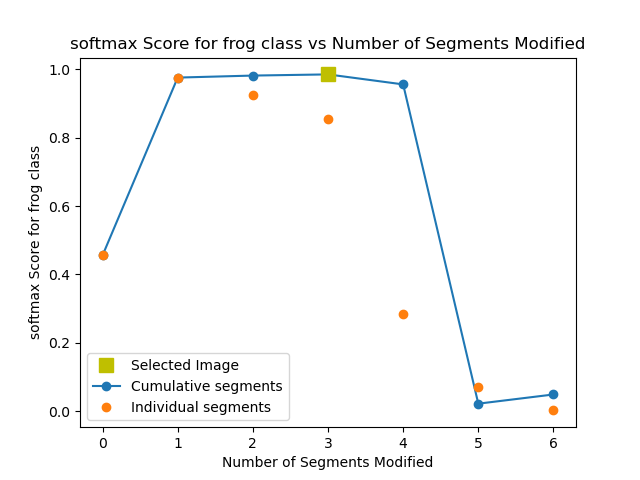 softmax Score for frog class vs Number of Segments Modified
softmax Score for frog class
1.0
0.8
0.6
0.4
0.2
0.0
Selected Image
Cumulative segments
Individual segments
0 1 2 3 4 5 6
Number of Segments Modified